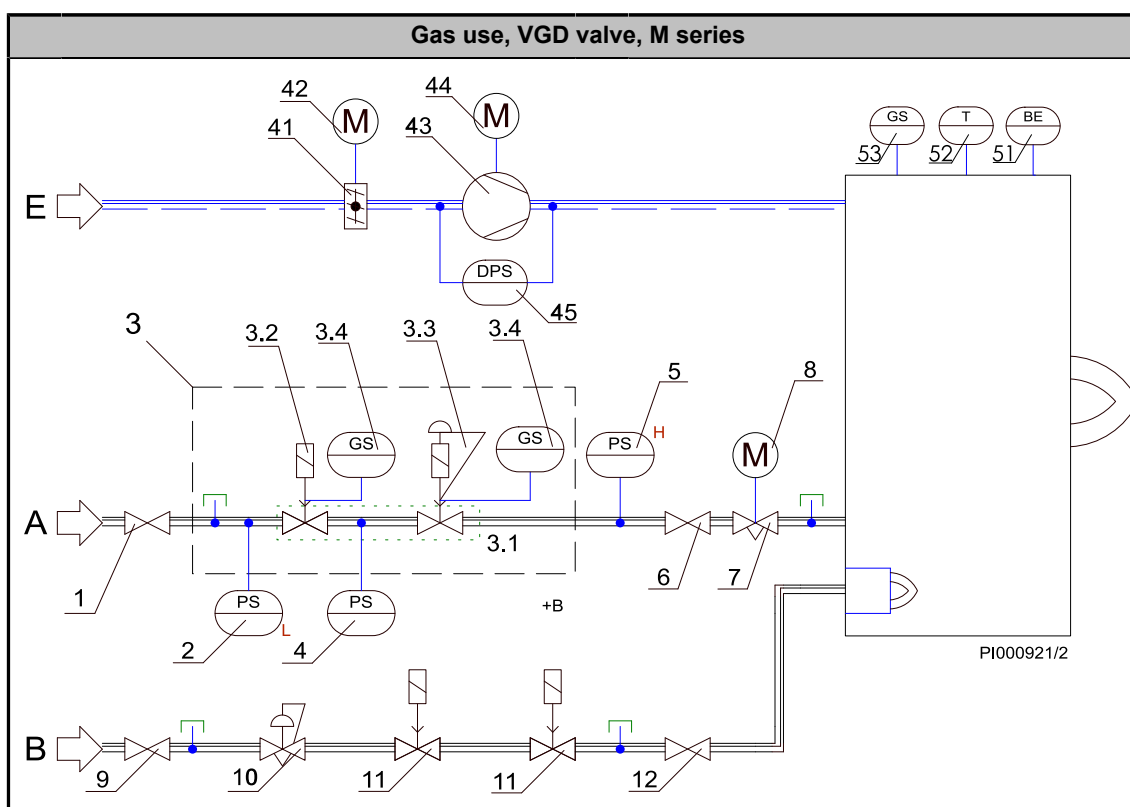 Gas use, VGD valve, M series
42
44
41
43
M
M
GS
T
BE
53
52
51
E
DPS
45
3
3.2
3.4
3.3
3.4
5
8
GS
GS
PS
H
M
A
3.1
1
6
7
+B
PS
L
PS
2
4
PI000921/2
B
9
10
11
11
12